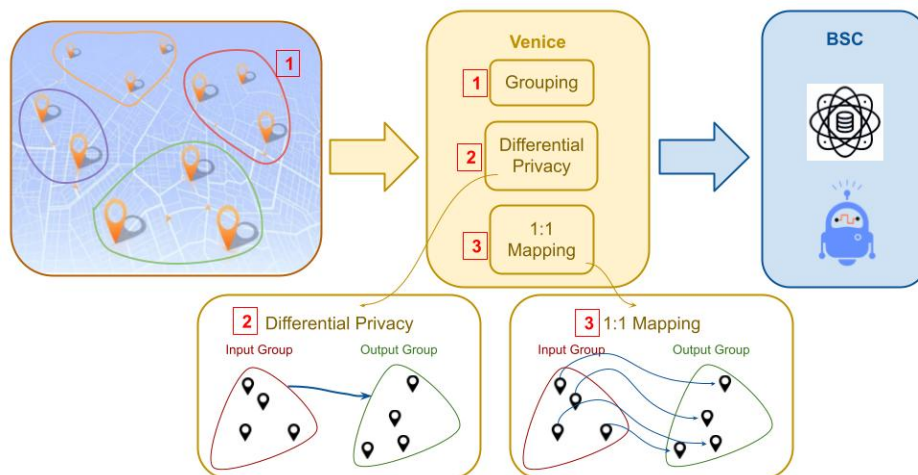 1
Venice
1
Grouping
2
Differential
Privacy
3
1:1
Mapping
BSC
2 Differential Privacy
Input Group
Output Group
3 1:1 Mapping
Input Group
Output Group